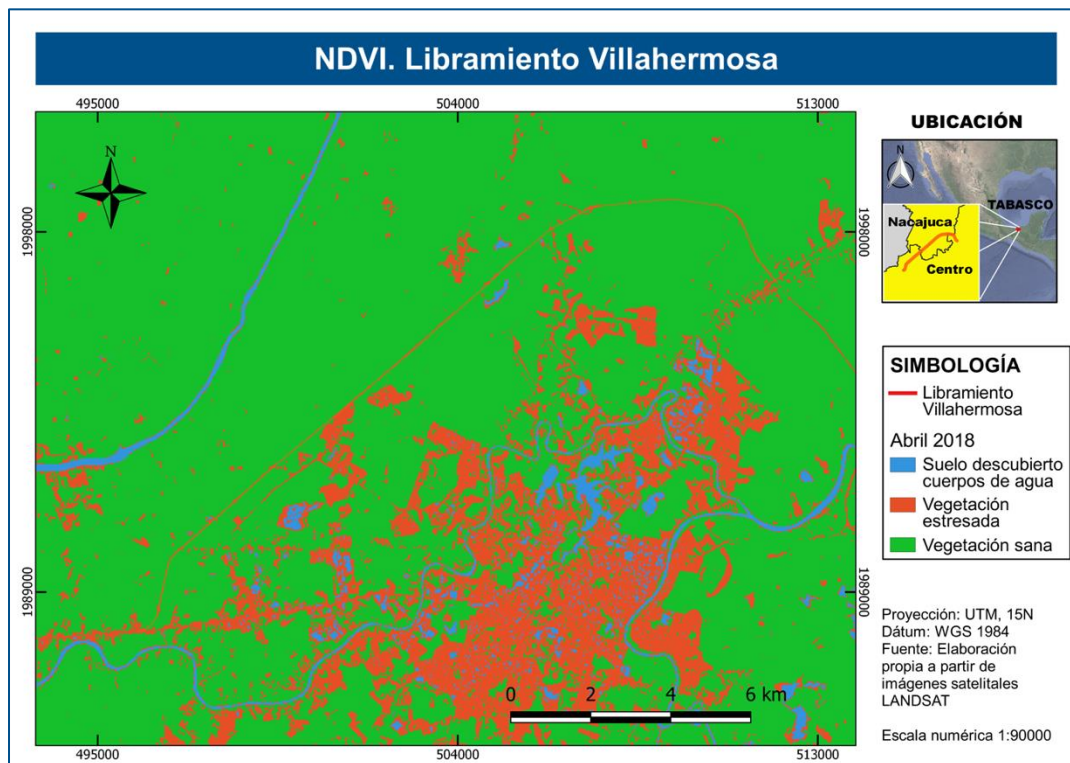 NDVI. Libramiento Villahermosa
495000
504000
513000
N
1998000
1998000
1989000
1989000
0 2 4 6 km
495000
504000
513000
UBICACIÓN
N
TABASCO
Nacajuca
Centro
SIMBOLOGÍA
Libramiento
Villahermosa
Abril 2018
Suelo descubierto
cuerpos de agua
Vegetación
estresada
Vegetación sana
Proyección: UTM, 15N
Dátum: WGS 1984
Fuente: Elaboración
propia a partir de
imágenes satelitales
LANDSAT
Escala numérica 1:90000